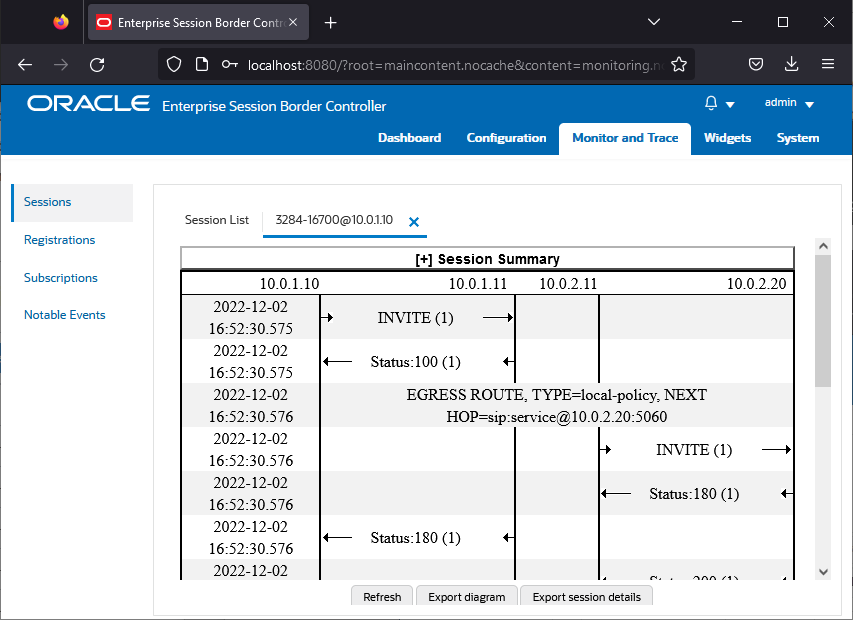 Enterprise Session Border Contr
localhost:8080/?root=maincontent.nocache&content=monitoring.n
ORACLE Enterprise Session Border Controller
admin
Dashboard Configuration Monitor and Trace Widgets System
Sessions
Registrations
Subscriptions
Notable Events
Session List 3284-16700@10.0.1.10
[+] Session Summary
10.0.1.10 10.0.1.11 10.0.2.11 10.0.2.20
2022-12-02
16:52:30.575
INVITE (1)
2022-12-02
16:52:30.575
Status:100 (1)
2022-12-02
16:52:30.576
EGRESS ROUTE, TYPE=local-policy, NEXT
HOP=sip:service@10.0.2.20:5060
2022-12-02
16:52:30.576
INVITE (1)
2022-12-02
16:52:30.576
Status:180 (1)
2022-12-02
16:52:30.576
Status:180 (1)
2022-12-02
Status:200 (1)
Refresh Export diagram Export session details